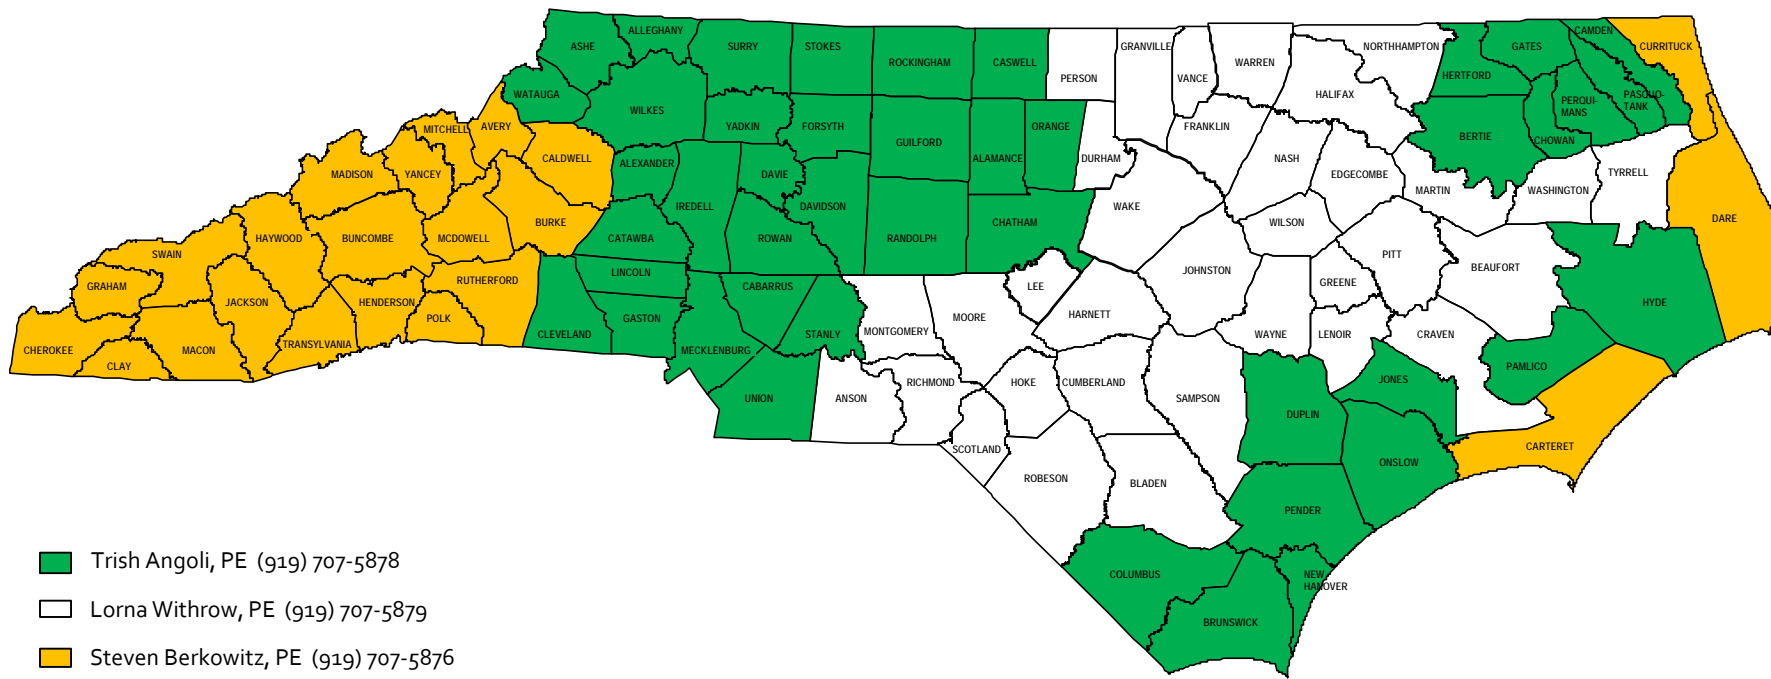 ALLEGHANY
ASHE
SURRY
STOKES
ROCKINGHAM
CASWELL
PERSON
GRANVILLE
VANCE
WARREN
NORTHHAMPTON
HALIFAX
HERTFORD
GATES
CAMDEN
CURRITUCK
PASQUO-
TANK
PERQUI-
MANS
CHOWAN
BERTIE
WATAUGA
WILKES
YADKIN
FORSYTH
GUILFORD
ALAMANCE
ORANGE
DURHAM
FRANKLIN
NASH
EDGECOMBE
MARTIN
WASHINGTON
TYRRELL
DARE
MITCHELL
AVERY
CALDWELL
ALEXANDER
DAVIE
MADISON
YANCEY
IREDELL
DAVIDSON
RANDOLPH
CHATHAM
WAKE
WILSON
PITT
BEAUFORT
HYDE
SWAIN
HAYWOOD
BUNCOMBE
MCDOWELL
BURKE
CATAWBA
ROWAN
JOHNSTON
GREENE
GRAHAM
JACKSON
HENDERSON
RUTHERFORD
POLK
LINCOLN
CABARRUS
LEE
HARNETT
MOORE
MONTGOMERY
STANLY
GASTON
CLEVELAND
MECKLENBURG
CHEROKEE
CLAY
MACON
TRANSYLVANIA
WAYNE
LENOIR
CRAVEN
PAMLICO
JONES
UNION
ANSON
RICHMOND
HOKE
CUMBERLAND
SAMPSON
DUPLIN
CARTERET
SCOTLAND
ONSLOW
ROBESON
BLADEN
PENDER
COLUMBUS
NEW
HANOVER
BRUNSWICK
Trish Angoli, PE (919) 707-5878
Lorna Withrow, PE (919) 707-5879
Steven Berkowitz, PE (919) 707-5876